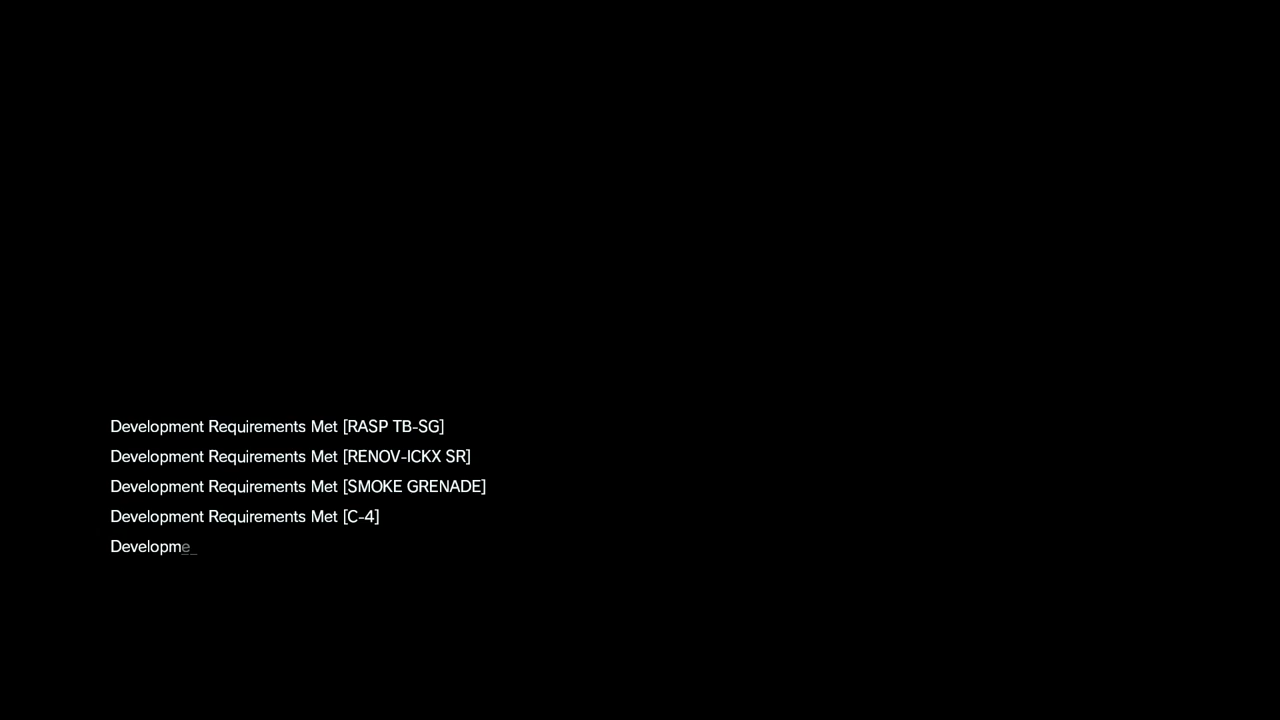 Development Requirements Met [RASP TB-SG]
Development Requirements Met [RENOV-ICKX SR]
Development Requirements Met [SMOKE GRENADE]
Development Requirements Met [C-4]
Developme_